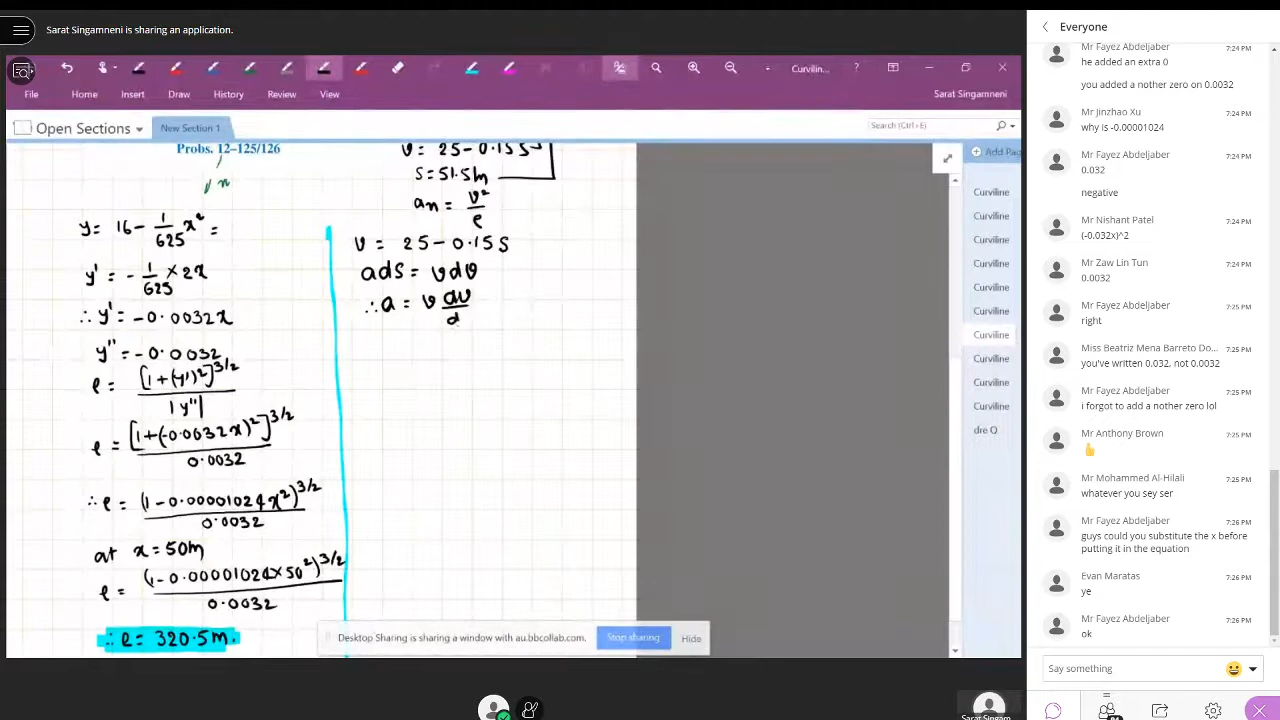 Sarat Singamneni is sharing an application.
Curvilin...
File
Home
Insert
Draw
History
Review
View
Sarat Singamneni
Open Sections
New Section 1
Search (Ctrl+E)
Add Pag
Probs. 12–125/126
y = 16 - 1/625 x² =
y' = - 1/625 × 2x
∴ y' = -0.0032x
y'' = -0.0032
ρ = [1+(y')²]^3/2 / |y''|
ρ = [1+(-0.0032x)²]^3/2 / 0.0032
∴ ρ = (1-0.00001024x²)^3/2 / 0.0032
at x = 50m
ρ = (1-0.00001024×50²)^3/2 / 0.0032
∴ ρ = 320.5m.
v = 25-0.15S
S = 51.5m
an = v²/ρ
v = 25-0.15S
ads = vdv
∴ a = v dv/d
Curviline
Curviline
Curviline
Curviline
Curviline
Curviline
Curviline
Curviline
Curviline
Curviline
dre Q
Desktop Sharing is sharing a window with au.bbcollab.com.
Stop sharing
Hide
Sarat Singam
Everyone
Mr Fayez Abdeljaber 7:24 PM
he added an extra 0
you added a nother zero on 0.0032
Mr Jinzhao Xu 7:24 PM
why is -0.00001024
Mr Fayez Abdeljaber 7:24 PM
0.032
negative
Mr Nishant Patel 7:24 PM
(-0.032x)^2
Mr Zaw Lin Tun 7:24 PM
0.0032
Mr Fayez Abdeljaber 7:25 PM
right
Miss Beatriz Mena Barreto Do... 7:25 PM
you've written 0.032, not 0.0032
Mr Fayez Abdeljaber 7:25 PM
i forgot to add a nother zero lol
Mr Anthony Brown 7:25 PM
👍
Mr Mohammed Al-Hilali 7:25 PM
whatever you sey ser
Mr Fayez Abdeljaber 7:26 PM
guys could you substitute the x before
putting it in the equation
Evan Maratas 7:26 PM
ye
Mr Fayez Abdeljaber 7:26 PM
ok
Say something